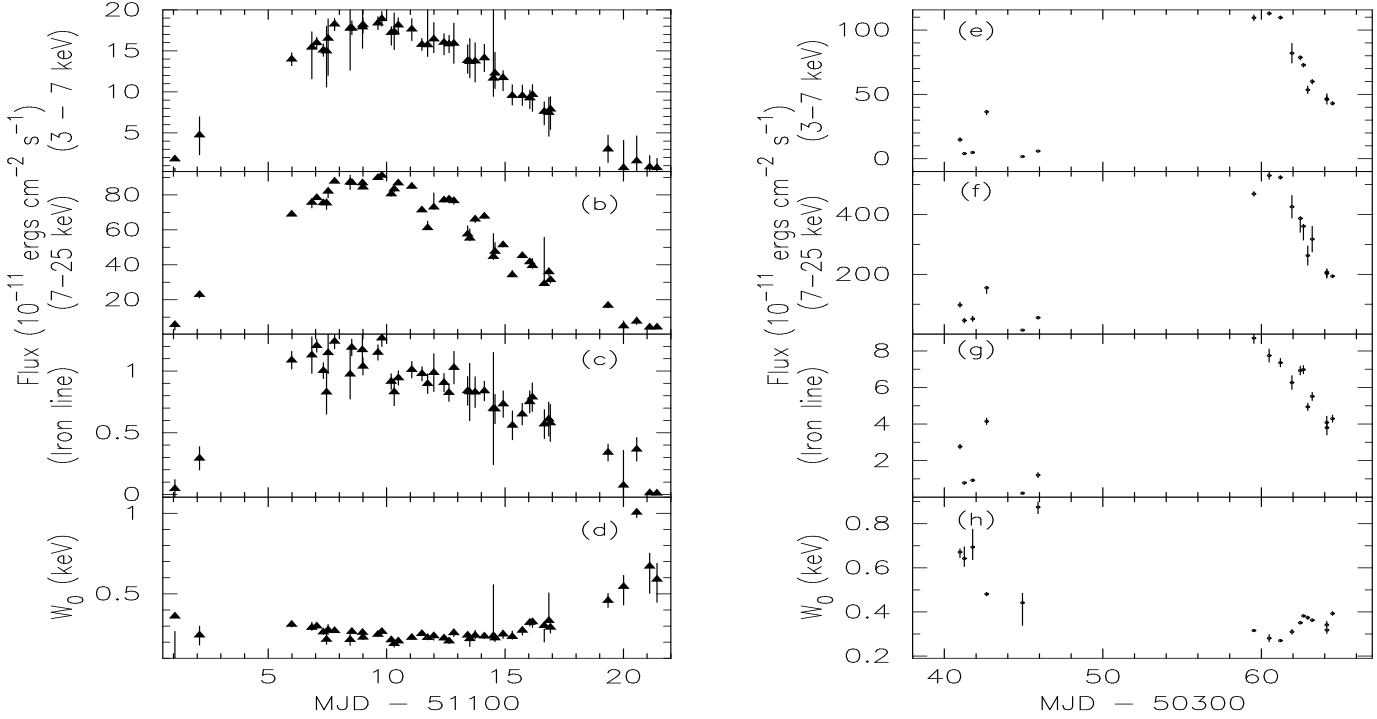 Flux (10⁻¹¹ ergs cm⁻² s⁻¹)
(3 – 7 keV)
20
15
10
5
(7–25 keV)
80
60
40
20
(b)
(Iron line)
1
0.5
0
(c)
W₀ (keV)
1
0.5
(d)
5 10 15 20
MJD – 51100
Flux (10⁻¹¹ ergs cm⁻² s⁻¹)
(3–7 keV)
100
50
0
(e)
(7–25 keV)
400
200
(f)
(Iron line)
8
6
4
2
(g)
W₀ (keV)
0.8
0.6
0.4
0.2
(h)
40 50 60
MJD – 50300